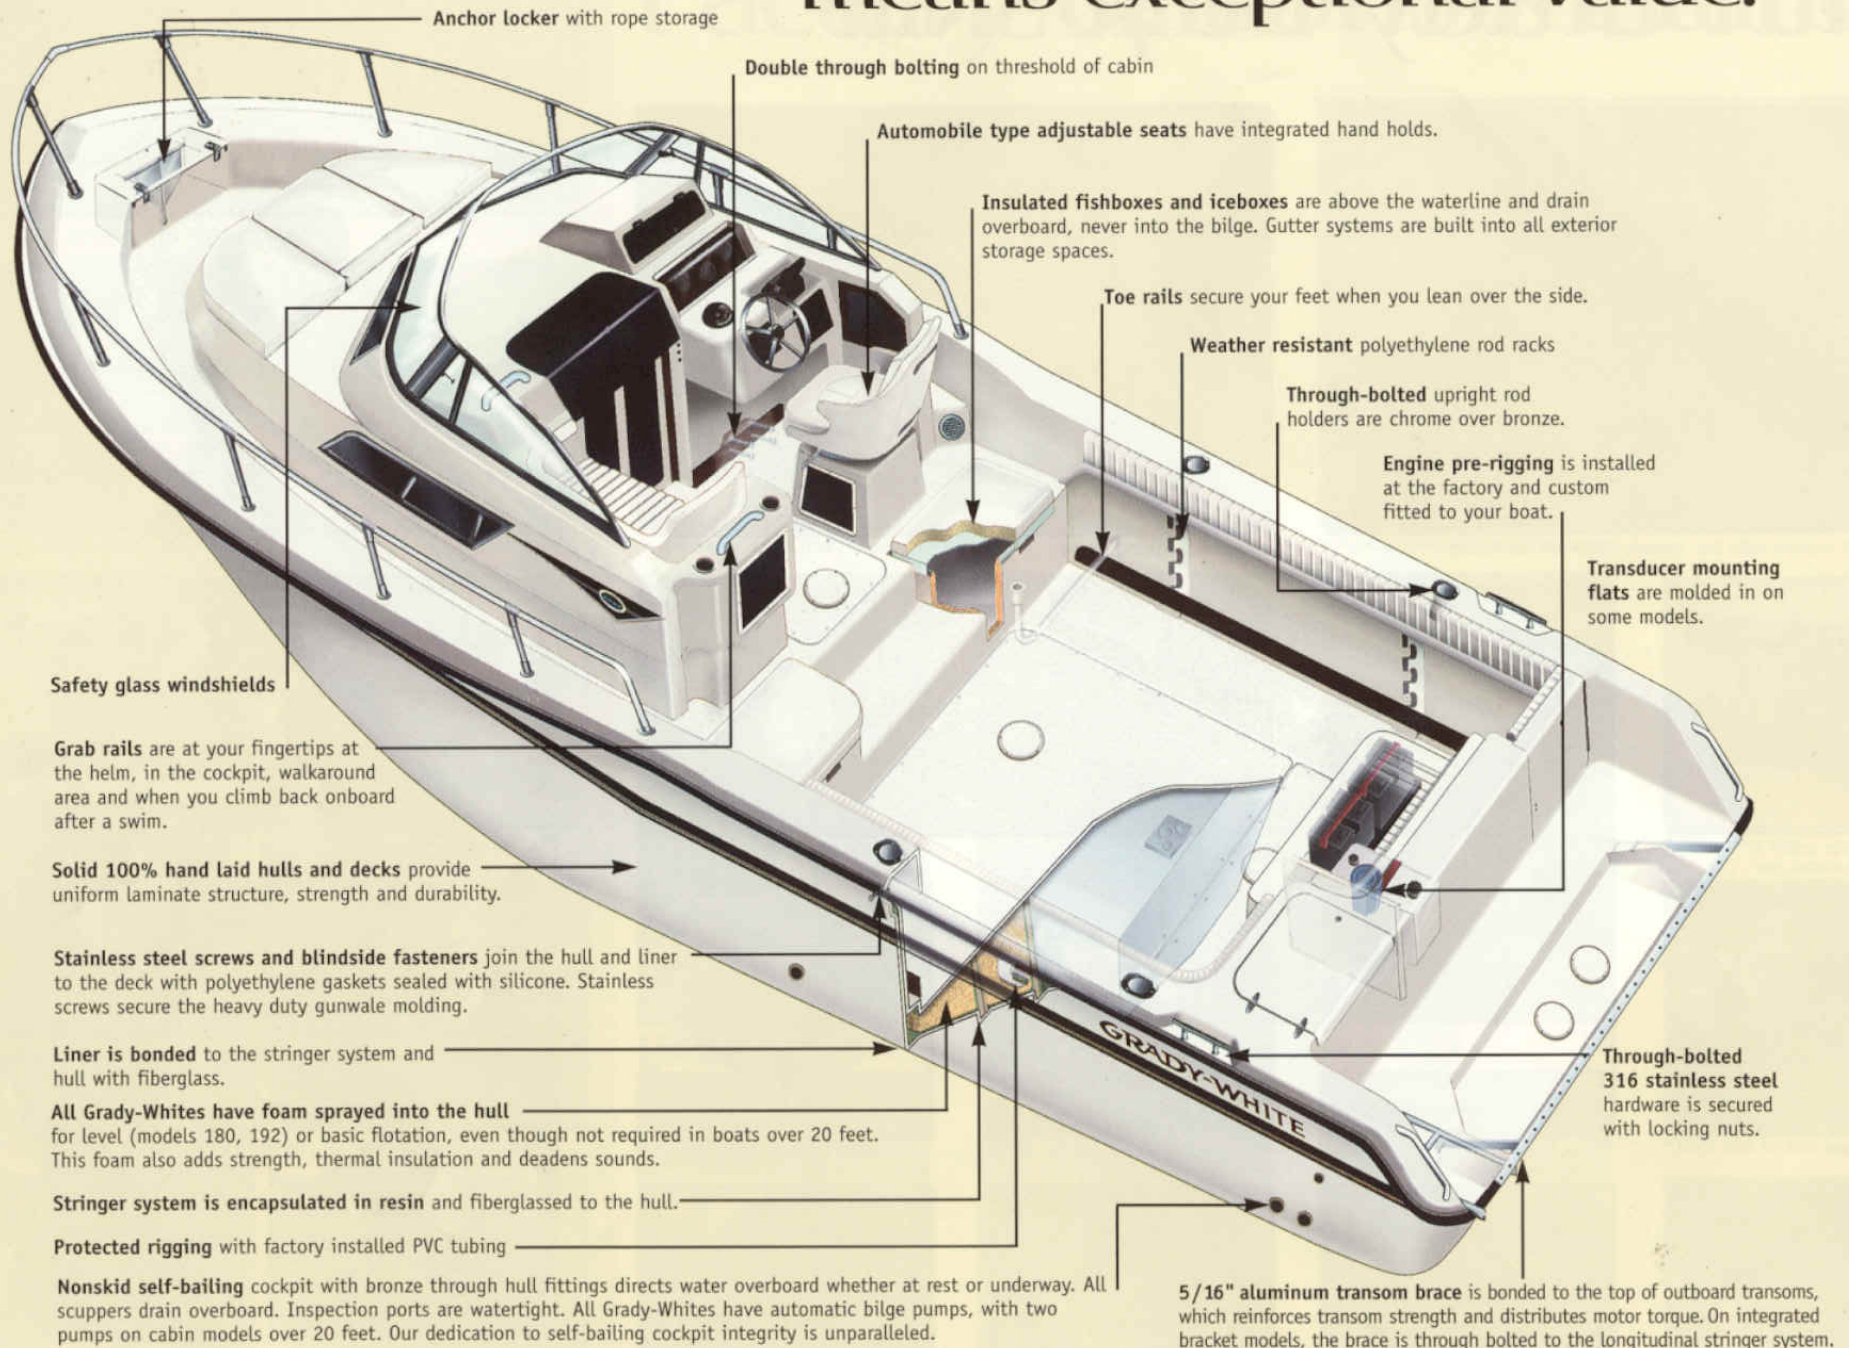 means exceptional value.
Anchor locker with rope storage
Double through bolting on threshold of cabin
Automobile type adjustable seats have integrated hand holds.
Insulated fishboxes and iceboxes are above the waterline and drain
overboard, never into the bilge. Gutter systems are built into all exterior
storage spaces.
Toe rails secure your feet when you lean over the side.
Weather resistant polyethylene rod racks
Through-bolted upright rod
holders are chrome over bronze.
Engine pre-rigging is installed
at the factory and custom
fitted to your boat.
Transducer mounting
flats are molded in on
some models.
Safety glass windshields
Grab rails are at your fingertips at
the helm, in the cockpit, walkaround
area and when you climb back onboard
after a swim.
Solid 100% hand laid hulls and decks provide
uniform laminate structure, strength and durability.
Stainless steel screws and blindside fasteners join the hull and liner
to the deck with polyethylene gaskets sealed with silicone. Stainless
screws secure the heavy duty gunwale molding.
Liner is bonded to the stringer system and
hull with fiberglass.
All Grady-Whites have foam sprayed into the hull
for level (models 180, 192) or basic flotation, even though not required in boats over 20 feet.
This foam also adds strength, thermal insulation and deadens sounds.
Stringer system is encapsulated in resin and fiberglassed to the hull.
Protected rigging with factory installed PVC tubing
Nonskid self-bailing cockpit with bronze through hull fittings directs water overboard whether at rest or underway. All
scuppers drain overboard. Inspection ports are watertight. All Grady-Whites have automatic bilge pumps, with two
pumps on cabin models over 20 feet. Our dedication to self-bailing cockpit integrity is unparalleled.
GRADY-WHITE
Through-bolted
316 stainless steel
hardware is secured
with locking nuts.
5/16" aluminum transom brace is bonded to the top of outboard transoms,
which reinforces transom strength and distributes motor torque. On integrated
bracket models, the brace is through bolted to the longitudinal stringer system.